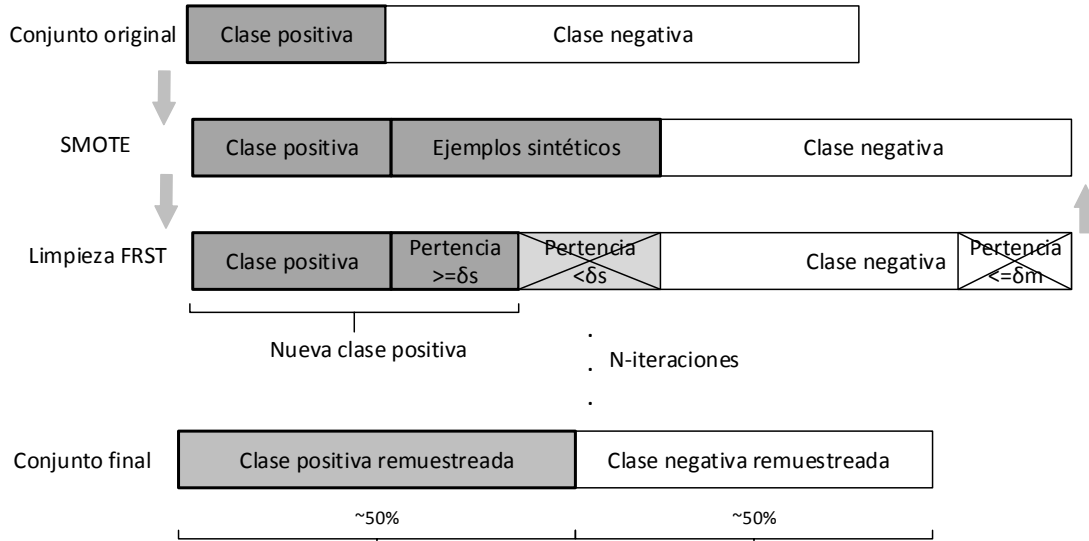 Conjunto original
Clase positiva
Clase negativa
SMOTE
Clase positiva
Ejemplos sintéticos
Clase negativa
Limpieza FRST
Clase positiva
Pertencia
>=δs
Pertencia
<δs
Clase negativa
Pertencia
<=δm
Nueva clase positiva
N-iteraciones
Conjunto final
Clase positiva remuestreada
Clase negativa remuestreada
~50%
~50%